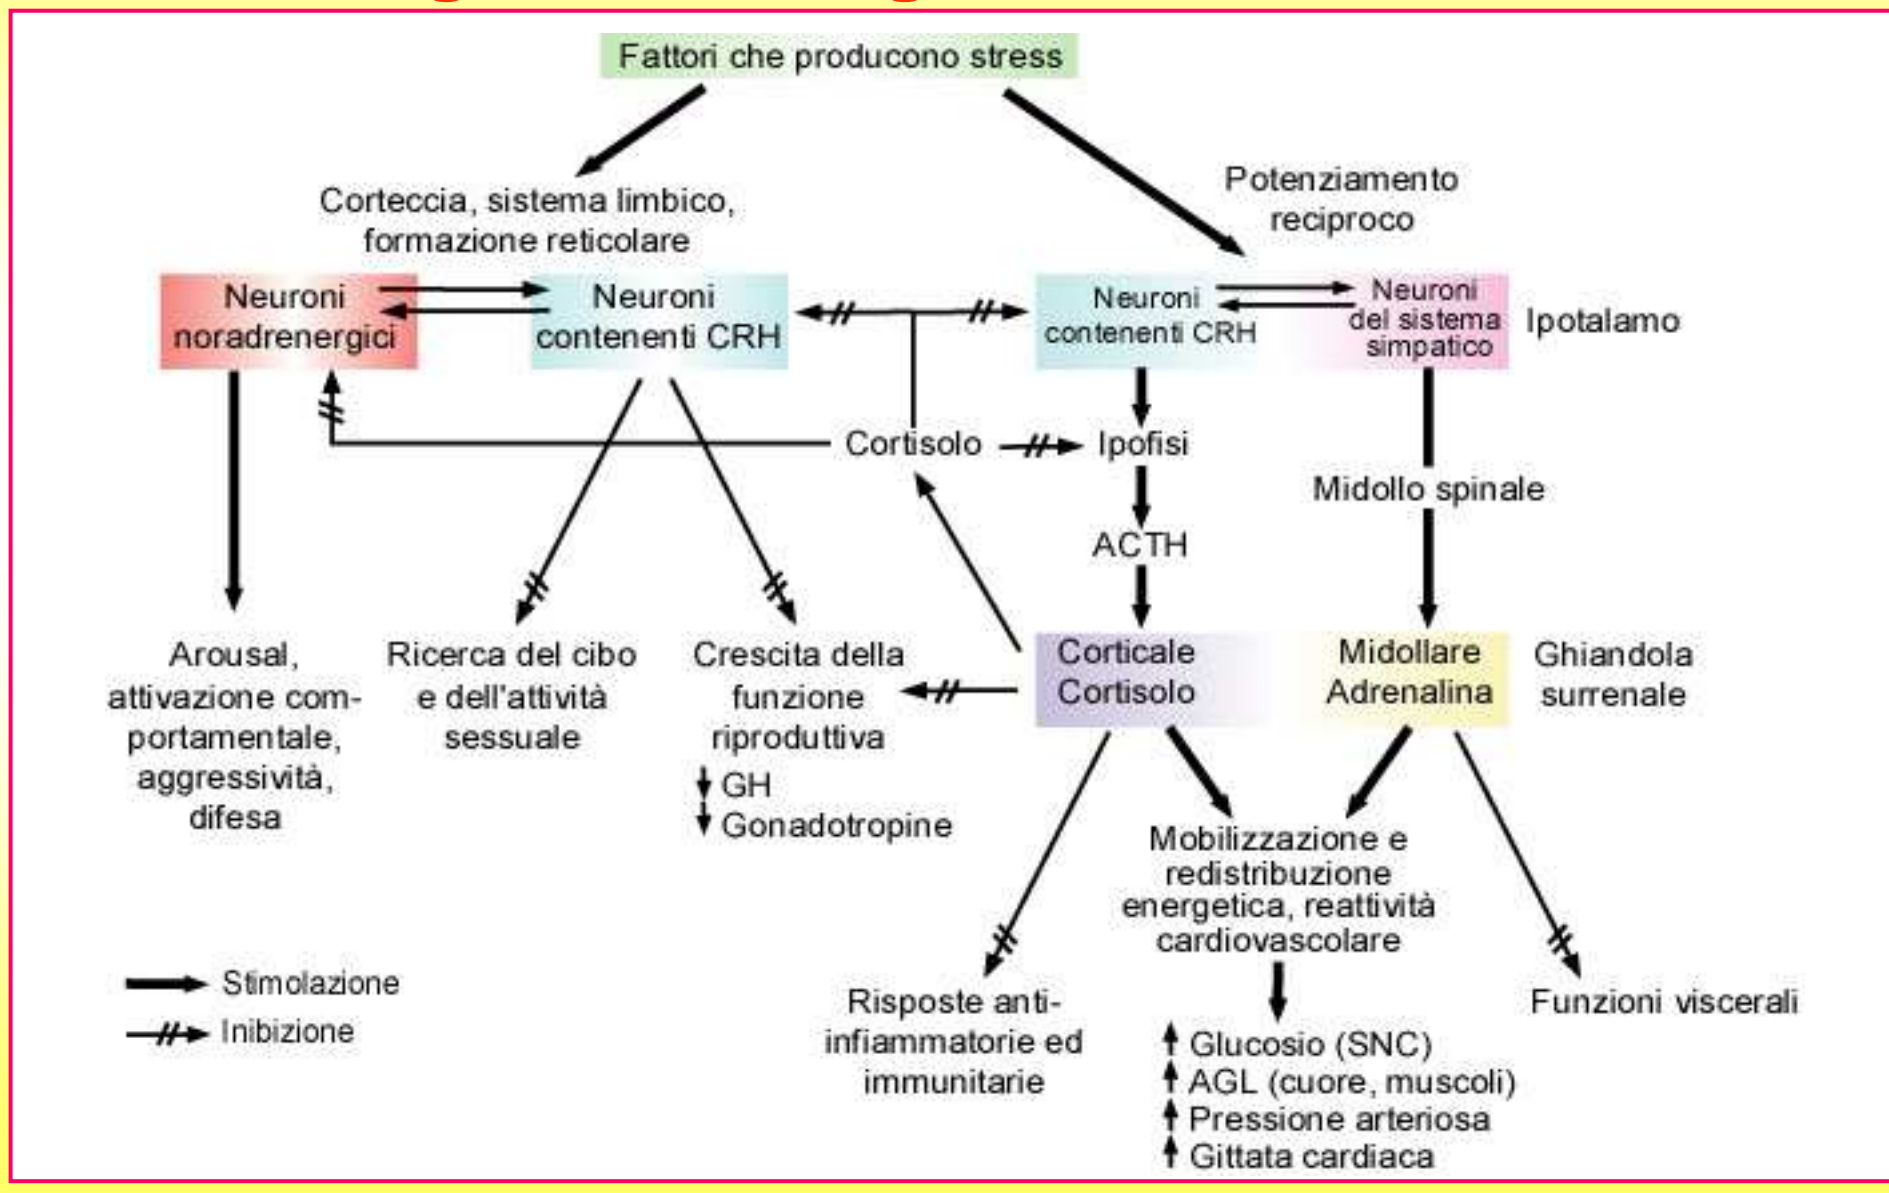 Fattori che producono stress
Corteccia, sistema limbico,
formazione reticolare
Potenziamento
reciproco
Neuroni
noradrenergici
Neuroni
contenenti CRH
Neuroni
contenenti CRH
Neuroni
del sistema
simpatico
Ipotalamo
Cortisolo
Ipofisi
Midollo spinale
ACTH
Arousal,
attivazione com-
portamentale,
aggressività,
difesa
Ricerca del cibo
e dell'attività
sessuale
Crescita della
funzione
riproduttiva
GH
Gonadotropine
Corticale
Cortisolo
Midollare
Adrenalina
Ghiandola
surrenale
Mobilizzazione e
redistribuzione
energetica, reattività
cardiovascolare
Stimolazione
Inibizione
Risposte anti-
infiammatorie ed
immunitarie
Glucosio (SNC)
AGL (cuore, muscoli)
Pressione arteriosa
Gittata cardiaca
Funzioni viscerali